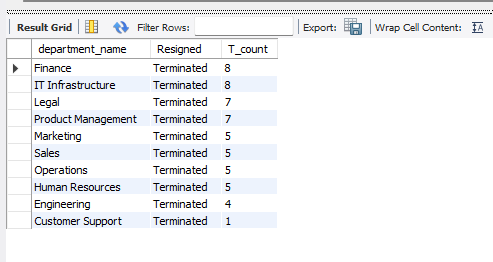 Result Grid Filter Rows: Export: Wrap Cell Content:
department_name Resigned T_count
Finance Terminated 8
IT Infrastructure Terminated 8
Legal Terminated 7
Product Management Terminated 7
Marketing Terminated 5
Sales Terminated 5
Operations Terminated 5
Human Resources Terminated 5
Engineering Terminated 4
Customer Support Terminated 1